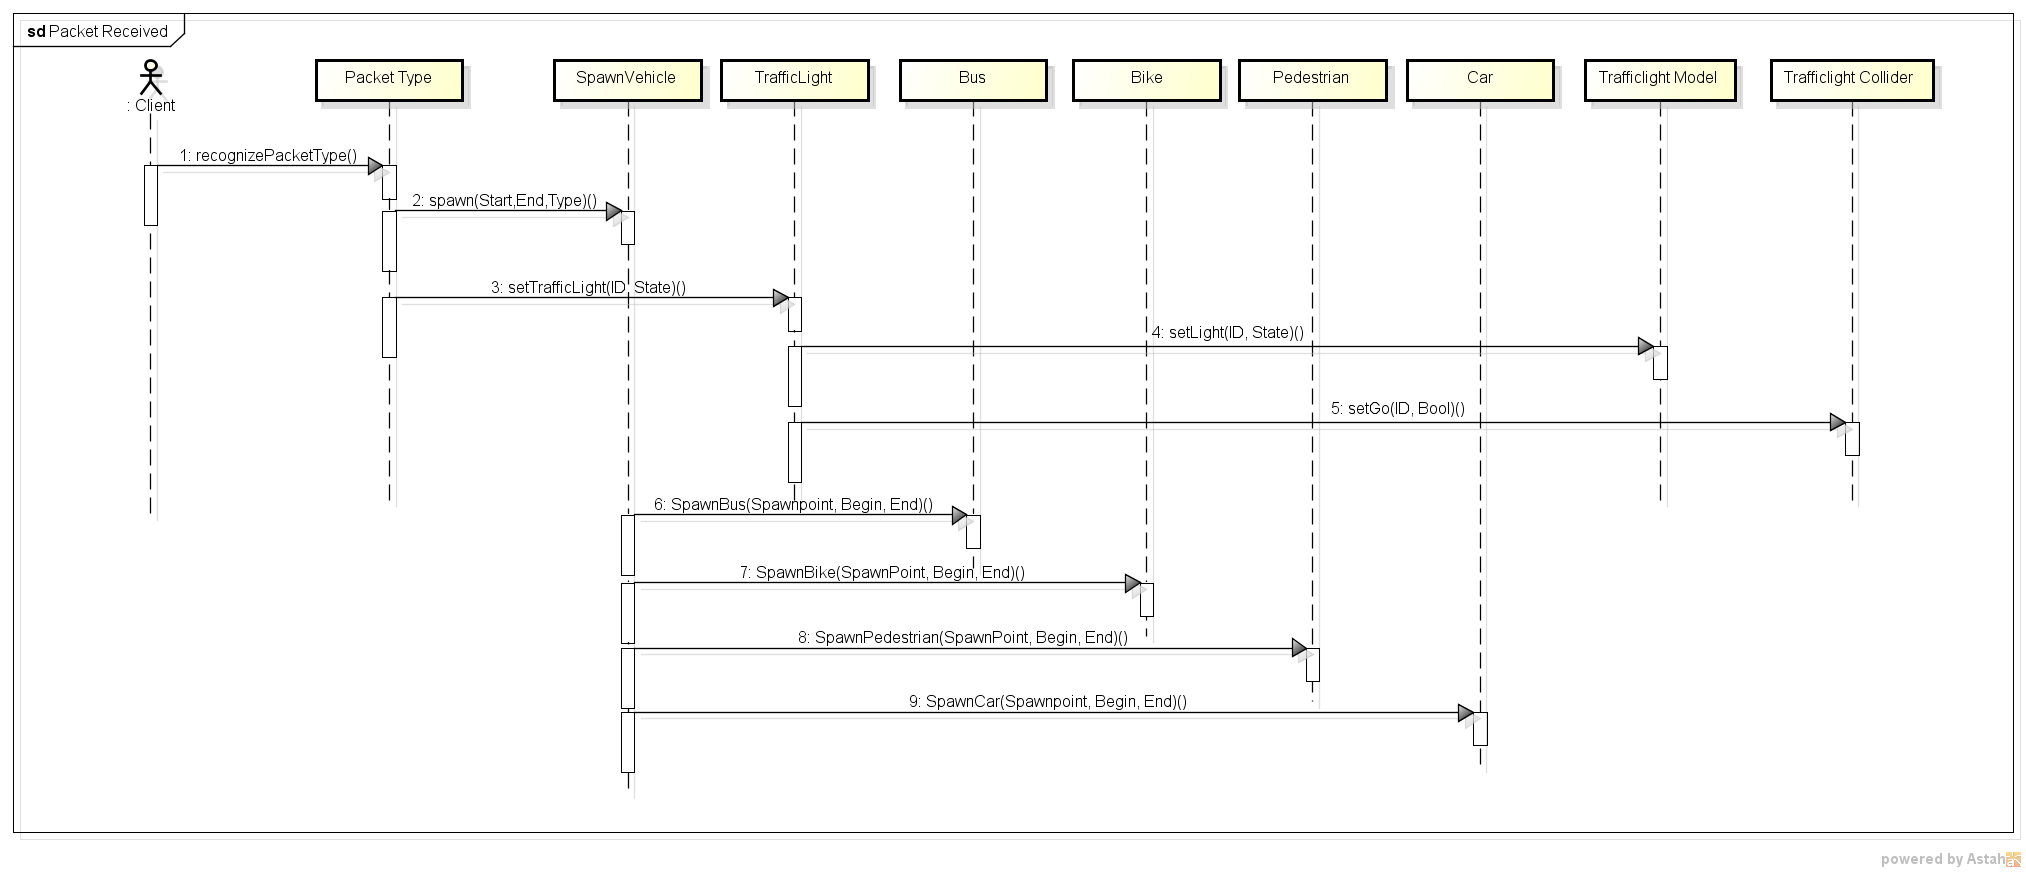 sd Packet Received
: Client
Packet Type
SpawnVehicle
TrafficLight
Bus
Bike
Pedestrian
Car
Trafficlight Model
Trafficlight Collider
1: recognizePacketType()
2: spawn(Start,End,Type)()
3: setTrafficLight(ID, State)()
4: setLight(ID, State)()
5: setGo(ID, Bool)()
6: SpawnBus(Spawnpoint, Begin, End)()
7: SpawnBike(SpawnPoint, Begin, End)()
8: SpawnPedestrian(SpawnPoint, Begin, End)()
9: SpawnCar(Spawnpoint, Begin, End)()
powered by Astah